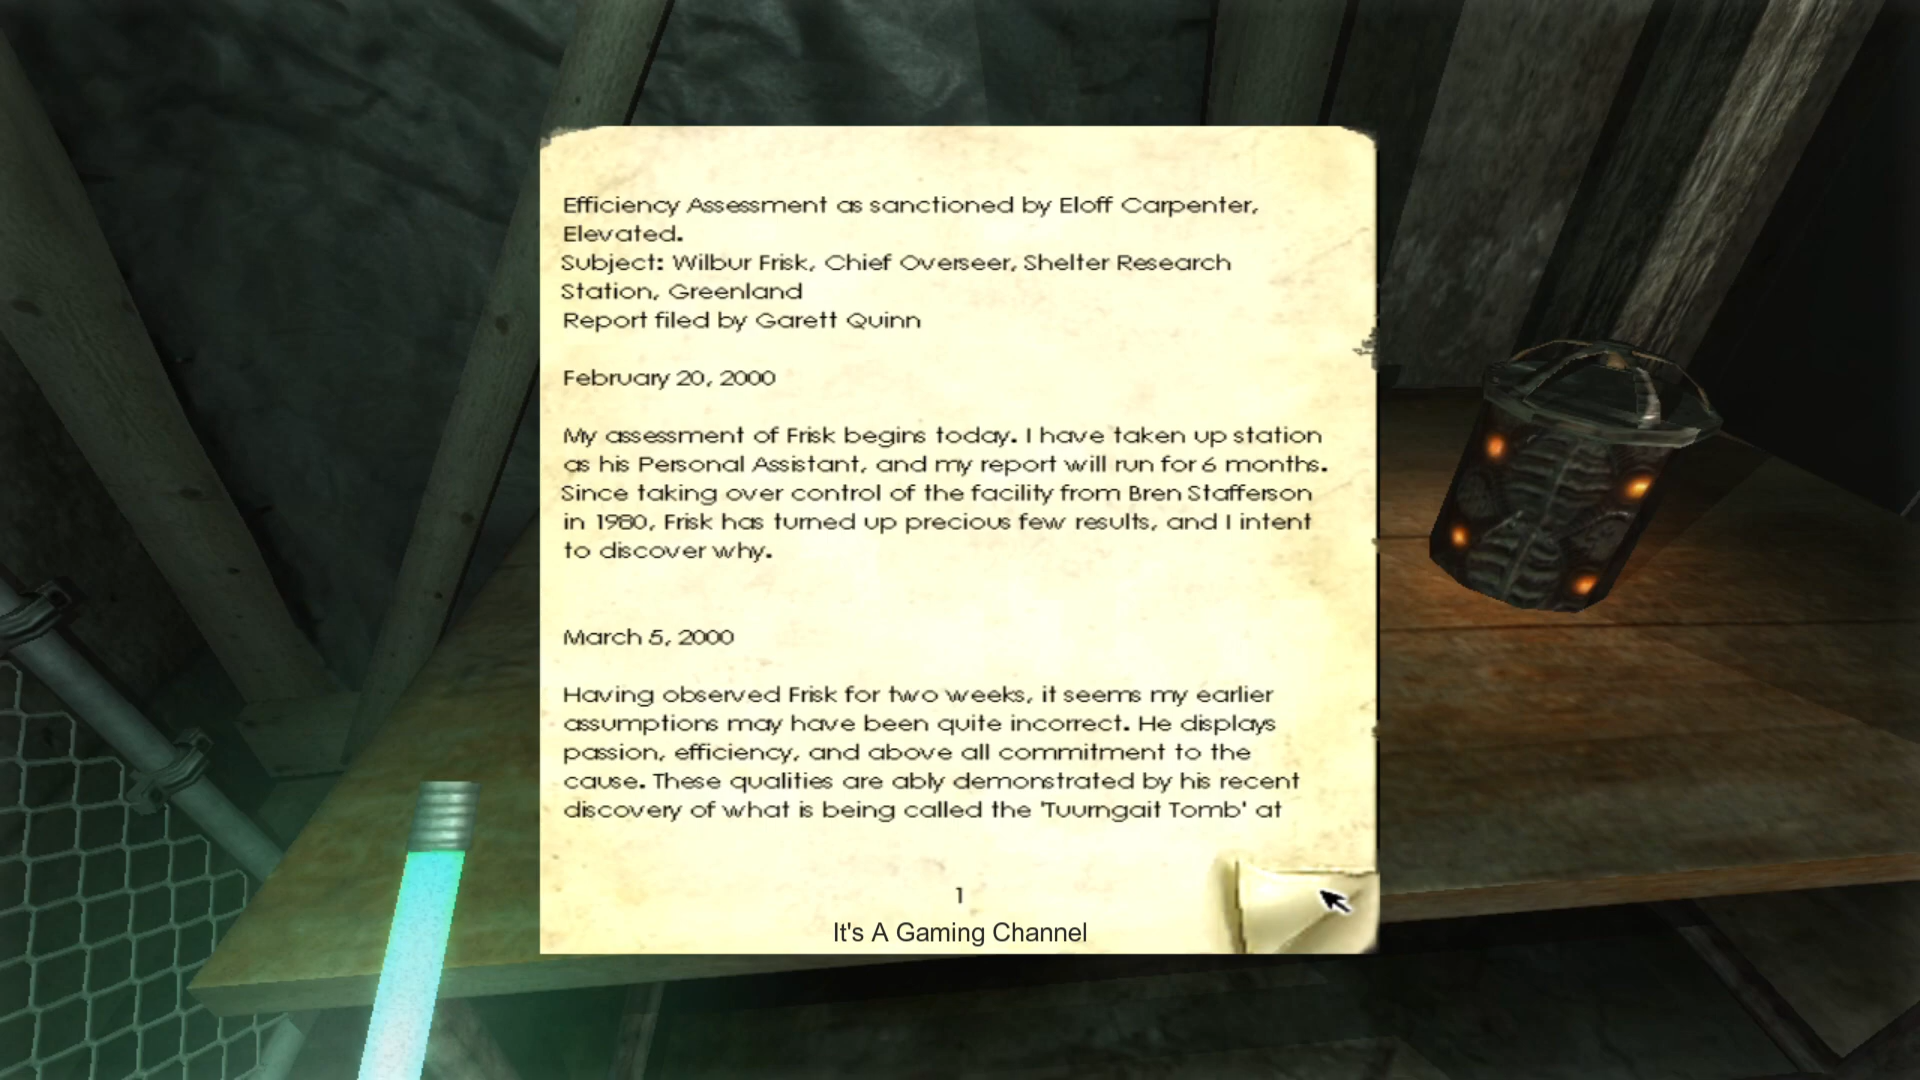 Efficiency Assessment as sanctioned by Eloff Carpenter,
Elevated.
Subject: Wilbur Frisk, Chief Overseer, Shelter Research
Station, Greenland
Report filed by Garett Quinn
February 20, 2000
My assessment of Frisk begins today. I have taken up station
as his Personal Assistant, and my report will run for 6 months.
Since taking over control of the facility from Bren Stafferson
in 1980, Frisk has turned up precious few results, and I intent
to discover why.
March 5, 2000
Having observed Frisk for two weeks, it seems my earlier
assumptions may have been quite incorrect. He displays
passion, efficiency, and above all commitment to the
cause. These qualities are ably demonstrated by his recent
discovery of what is being called the 'Tuurngait Tomb' at
1
It's A Gaming Channel